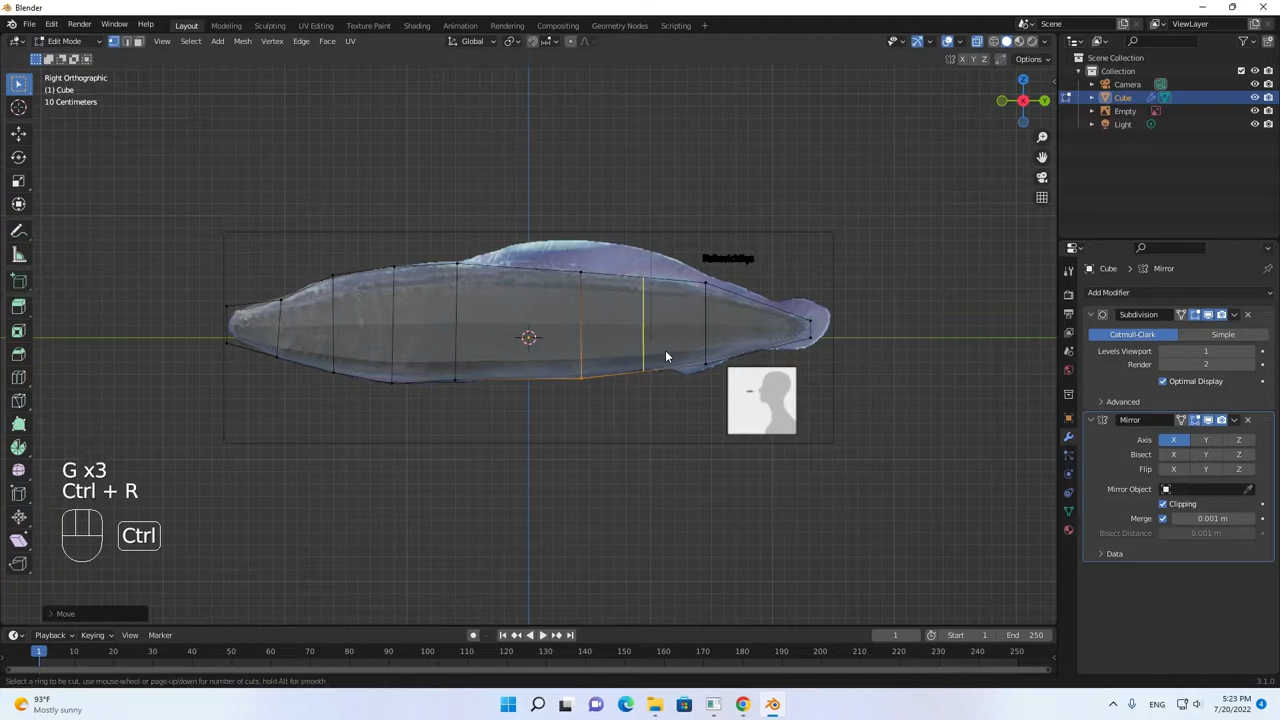 Blender
File Edit Render Window Help
Layout Modeling Sculpting UV Editing Texture Paint Shading Animation Rendering Compositing Geometry Nodes Scripting +
Scene
ViewLayer
Edit Mode
View Select Add Mesh Vertex Edge Face UV
Global
X Y Z
Options
Right Orthographic
(1) Cube
10 Centimeters
Z
X
Y
Scene Collection
Collection
Camera
Cube
Empty
Light
Cube > Mirror
Add Modifier
Subdivision
Catmull-Clark Simple
Levels Viewport 1
Render 2
Optimal Display
Advanced
Mirror
Axis X Y Z
Bisect X Y Z
Flip X Y Z
Mirror Object
Clipping
Merge 0.001 m
Bisect Distance 0.001 m
Data
G x3
Ctrl + R
Ctrl
> Move
Playback Keying View Marker
1
Start 1
End 250
1 10 20 30 40 50 60 70 80 90 100 110 120 130 140 150 160 170 180 190 200 210 220 230 240 250
Select a ring to be cut, use mouse-wheel or page-up/down for number of cuts, hold Alt for smooth.
3.1.0
93°F
Mostly sunny
ENG
5:23 PM
7/20/2022